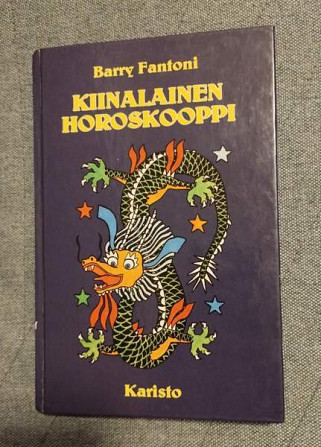 Barry Fantoni
KIINALAINEN
HOROSKOOPPI
Karisto